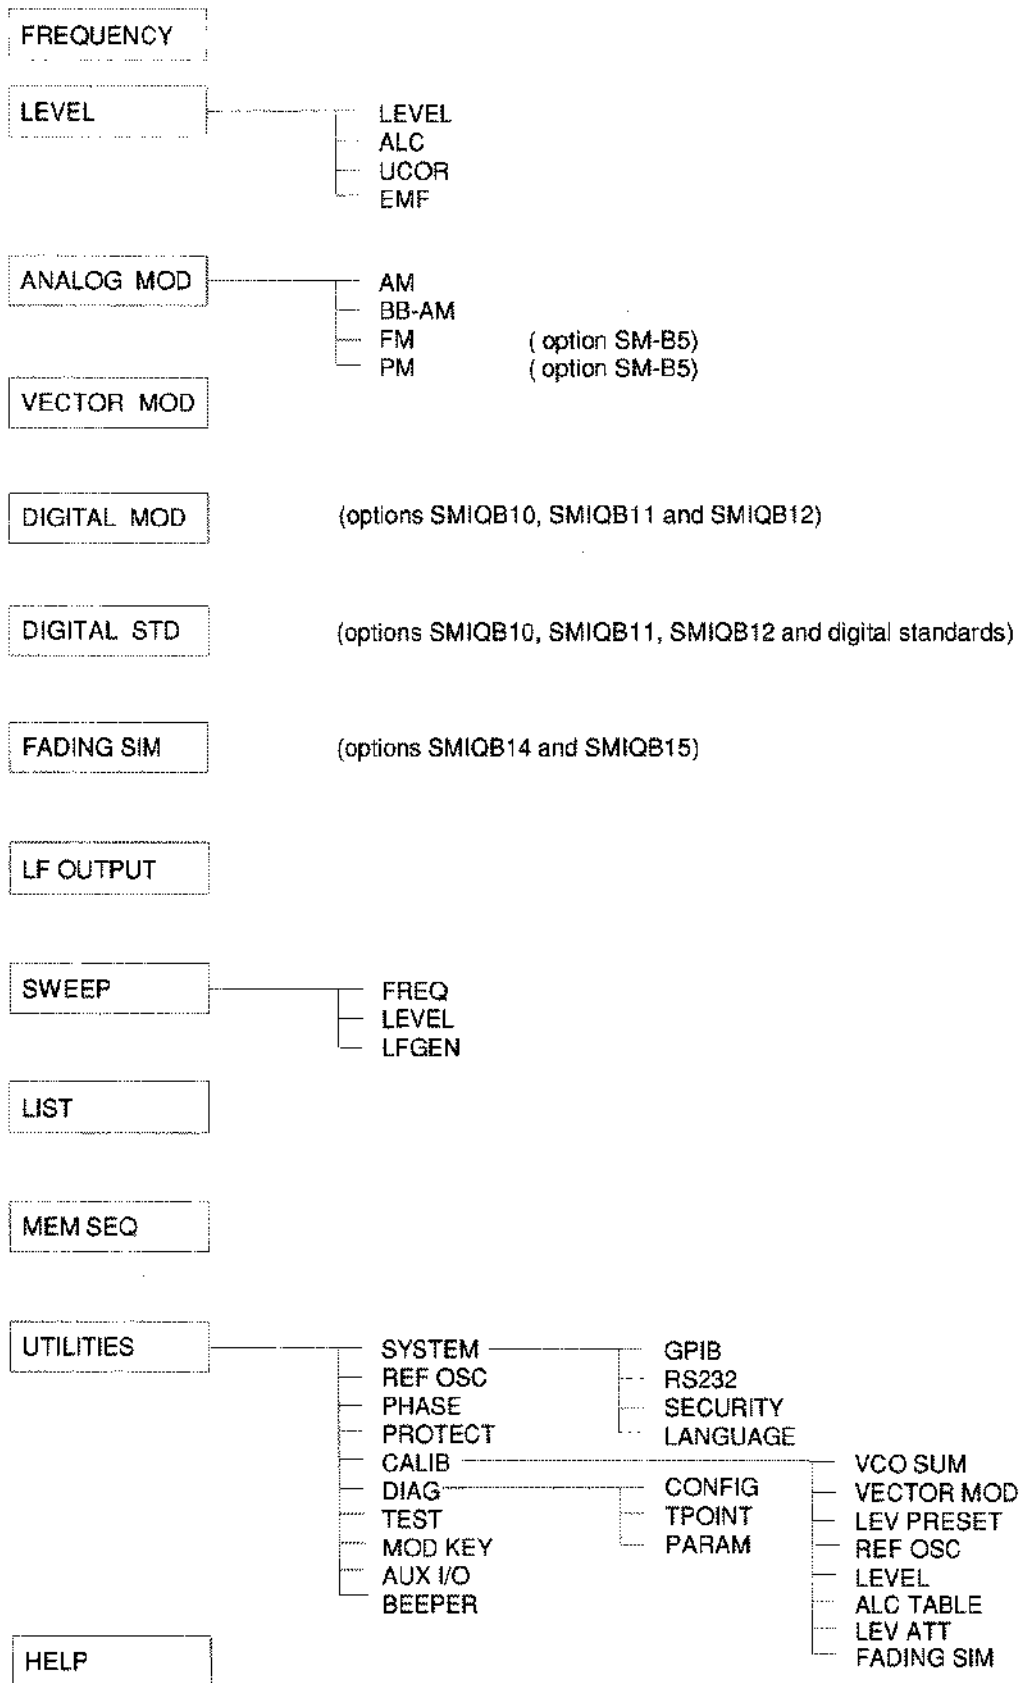 FREQUENCY
LEVEL
LEVEL
ALC
UCOR
EMF
ANALOG MOD
AM
BB-AM
FM ( option SM-B5)
PM ( option SM-B5)
VECTOR MOD
DIGITAL MOD (options SMIQB10, SMIQB11 and SMIQB12)
DIGITAL STD (options SMIQB10, SMIQB11, SMIQB12 and digital standards)
FADING SIM (options SMIQB14 and SMIQB15)
LF OUTPUT
SWEEP
FREQ
LEVEL
LFGEN
LIST
MEM SEQ
UTILITIES
SYSTEM
REF OSC
PHASE
PROTECT
CALIB
DIAG
TEST
MOD KEY
AUX I/O
BEEPER
GPIB
RS232
SECURITY
LANGUAGE
CONFIG
TPOINT
PARAM
VCO SUM
VECTOR MOD
LEV PRESET
REF OSC
LEVEL
ALC TABLE
LEV ATT
FADING SIM
HELP